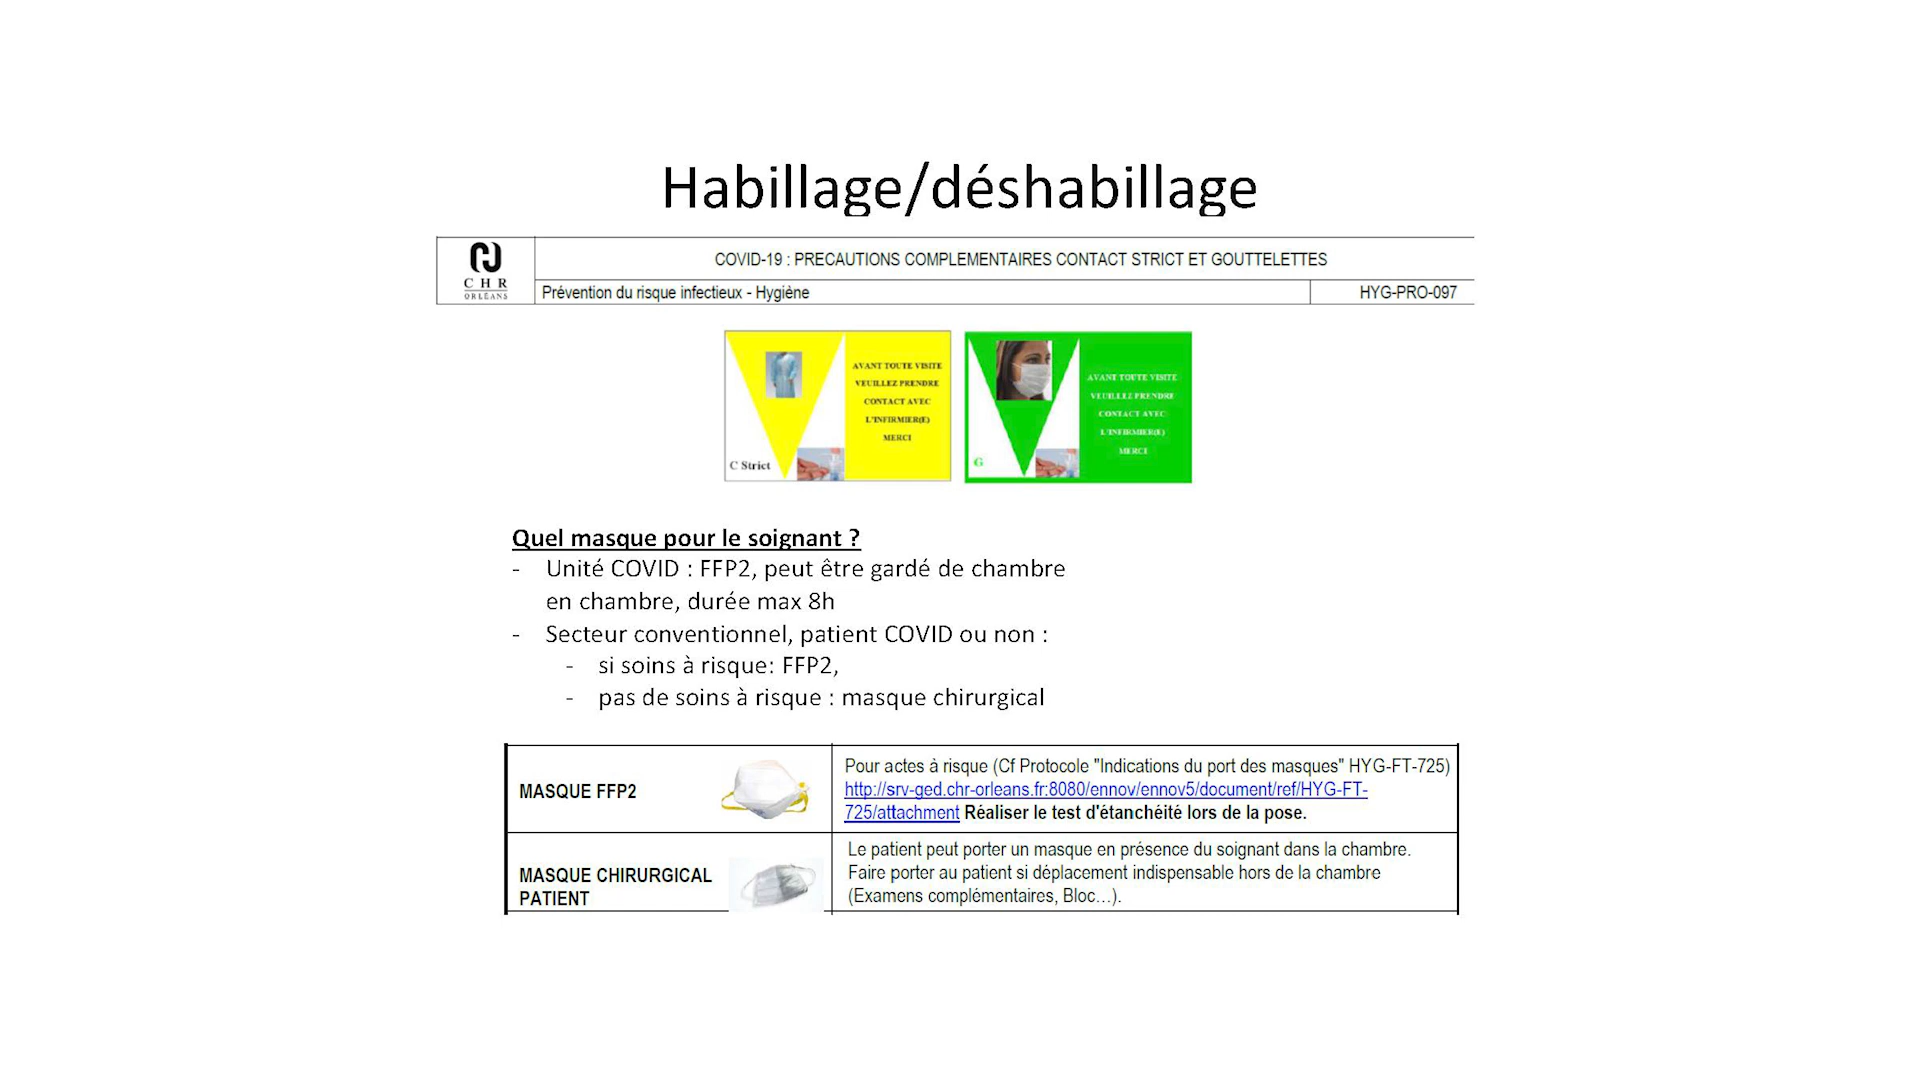 Habillage/déshabillage
CHR
ORLÉANS
COVID-19 : PRECAUTIONS COMPLEMENTAIRES CONTACT STRICT ET GOUTTELETTES
Prévention du risque infectieux - Hygiène
HYG-PRO-097
AVANT TOUTE VISITE
VEUILLEZ PRENDRE
CONTACT AVEC
L'INFIRMIER(E)
MERCI
C Strict
AVANT TOUTE VISITE
VEUILLEZ PRENDRE
CONTACT AVEC
L'INFIRMIER(E)
MERCI
G
Quel masque pour le soignant ?
- Unité COVID : FFP2, peut être gardé de chambre
en chambre, durée max 8h
- Secteur conventionnel, patient COVID ou non :
- si soins à risque: FFP2,
- pas de soins à risque : masque chirurgical
MASQUE FFP2
Pour actes à risque (Cf Protocole "Indications du port des masques" HYG-FT-725)
http://srv-ged.chr-orleans.fr:8080/ennov/ennov5/document/ref/HYG-FT-
725/attachment Réaliser le test d'étanchéité lors de la pose.
MASQUE CHIRURGICAL
PATIENT
Le patient peut porter un masque en présence du soignant dans la chambre.
Faire porter au patient si déplacement indispensable hors de la chambre
(Examens complémentaires, Bloc…).